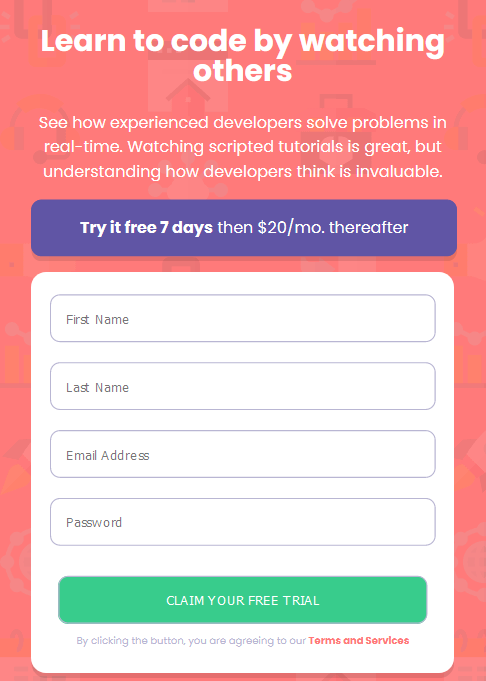 Learn to code by watching
others
See how experienced developers solve problems in
real-time. Watching scripted tutorials is great, but
understanding how developers think is invaluable.
Try it free 7 days then $20/mo. thereafter
First Name
Last Name
Email Address
Password
CLAIM YOUR FREE TRIAL
By clicking the button, you are agreeing to our Terms and Services